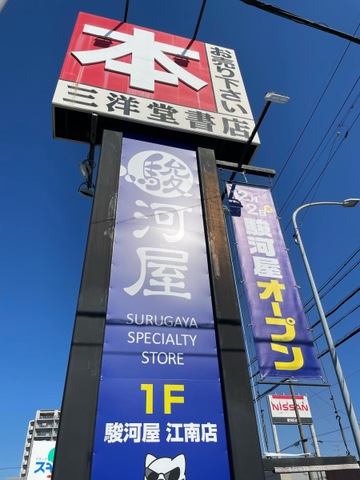 本
お売り下さい
三洋堂書店
駿
河
屋
SURUGAYA
SPECIALTY
STORE
1F
駿河屋 江南店
駿河屋オープン
NISSAN